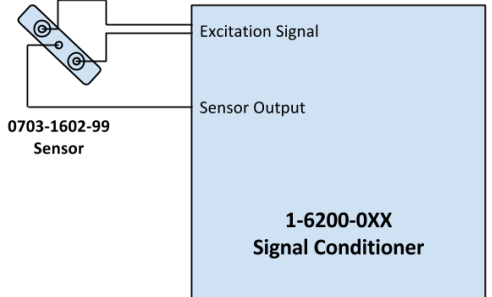 Excitation Signal
Sensor Output
0703-1602-99
Sensor
1-6200-0XX
Signal Conditioner